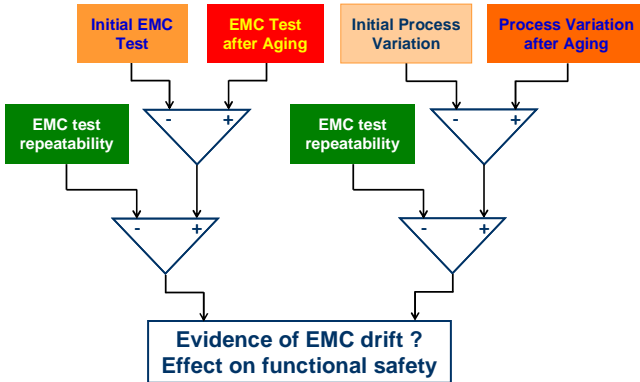 Initial EMC
Test
EMC Test
after Aging
Initial Process
Variation
Process Variation
after Aging
- +
- +
EMC test
repeatability
EMC test
repeatability
- +
- +
Evidence of EMC drift ?
Effect on functional safety